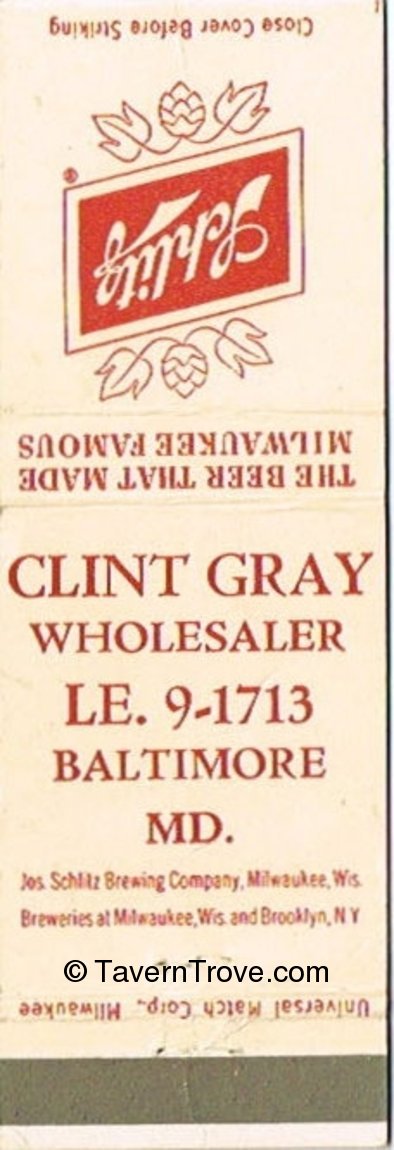 Close Cover Before Striking
Schlitz
®
THE BEER THAT MADE
MILWAUKEE FAMOUS
CLINT GRAY
WHOLESALER
LE. 9-1713
BALTIMORE
MD.
Jos. Schlitz Brewing Company, Milwaukee, Wis.
Breweries at Milwaukee, Wis. and Brooklyn, N Y
© TavernTrove.com
Universal Match Corp., Milwaukee